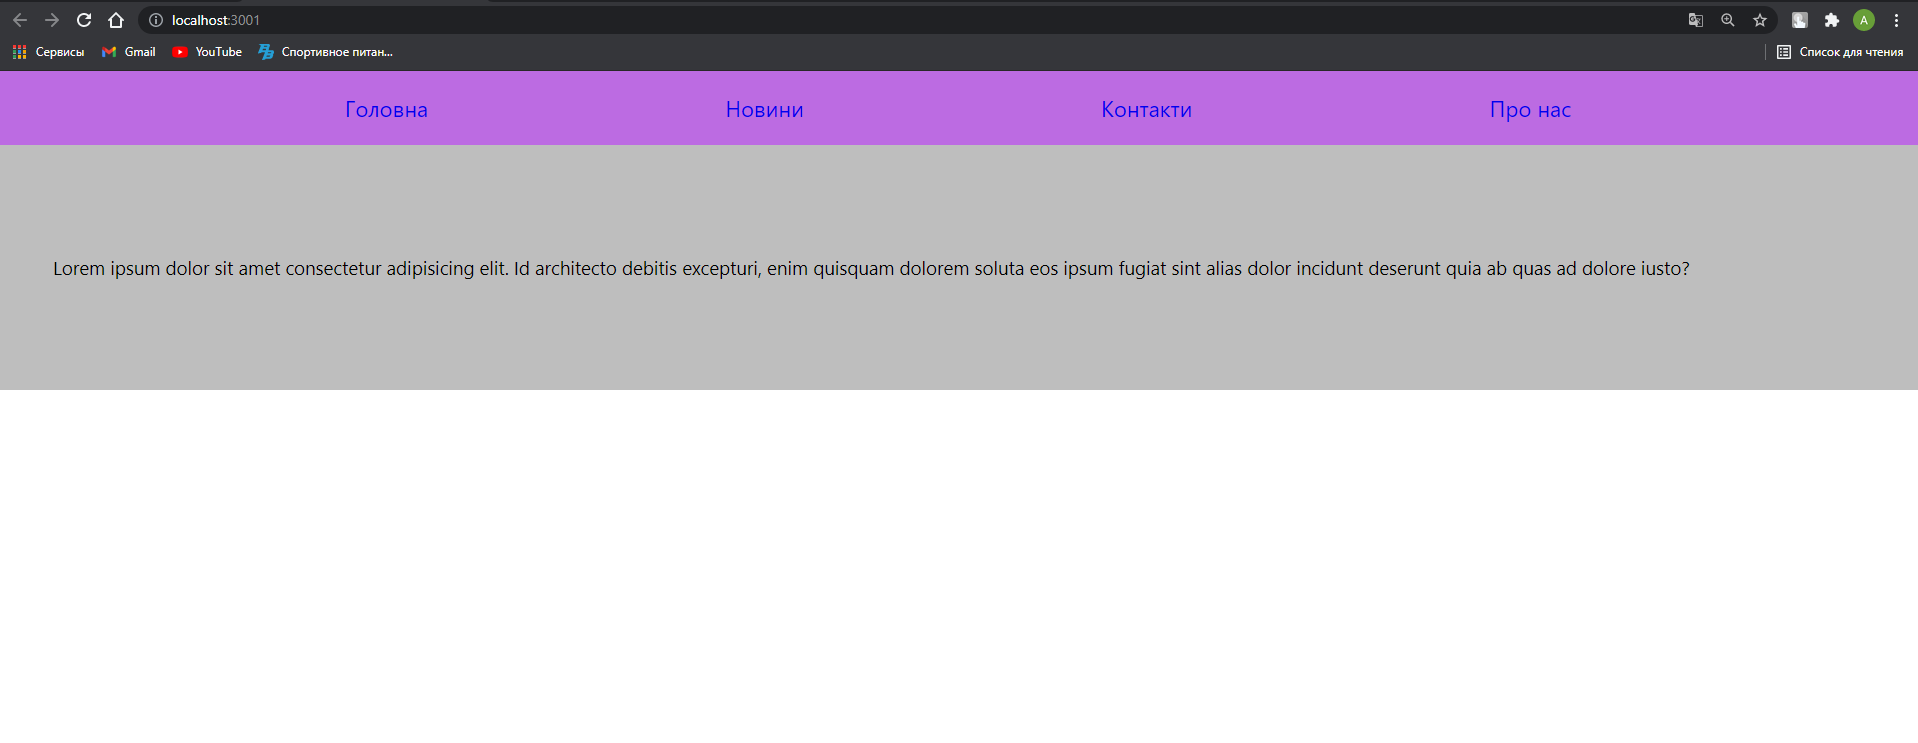 localhost:3001
A
Сервисы Gmail YouTube Спортивное питан... Список для чтения
Головна Новини Контакти Про нас
Lorem ipsum dolor sit amet consectetur adipisicing elit. Id architecto debitis excepturi, enim quisquam dolorem soluta eos ipsum fugiat sint alias dolor incidunt deserunt quia ab quas ad dolore iusto?